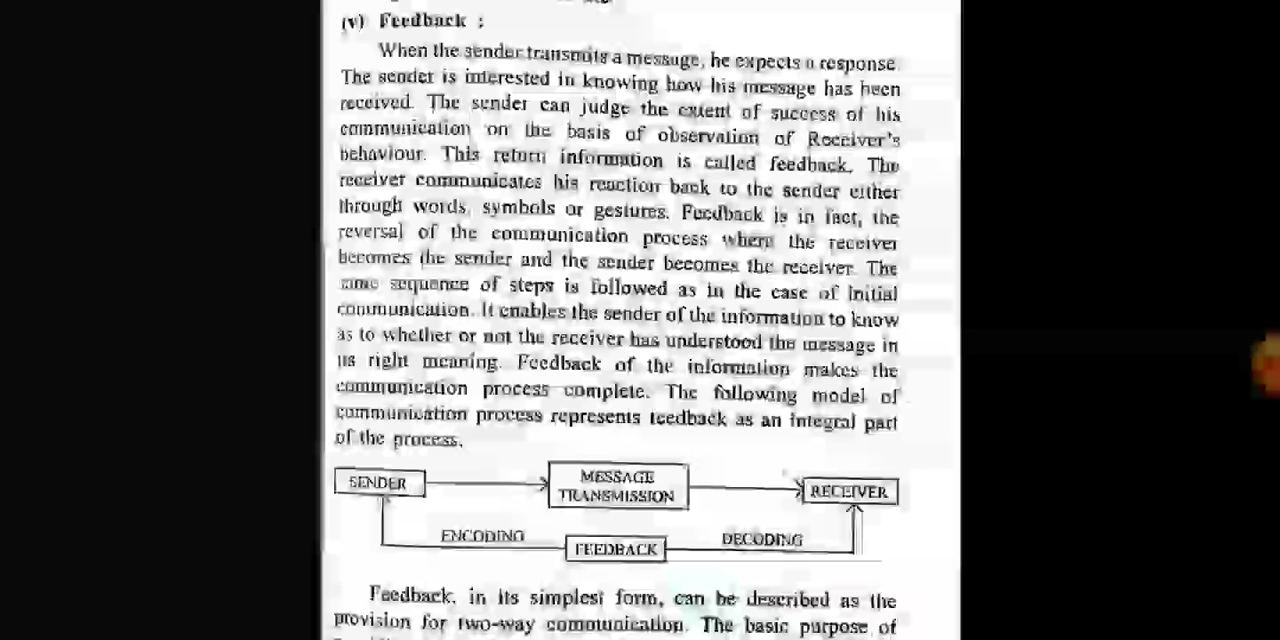 (v) Feedback :
When the sender transmits a message, he expects a response.
The sender is interested in knowing how his message has been
received. The sender can judge the extent of success of his
communication on the basis of observation of Receiver's
behaviour. This return information is called feedback. The
receiver communicates his reaction back to the sender either
through words, symbols or gestures. Feedback is in fact, the
reversal of the communication process where the receiver
becomes the sender and the sender becomes the receiver. The
same sequence of steps is followed as in the case of initial
communication. It enables the sender of the information to know
as to whether or not the receiver has understood the message in
its right meaning. Feedback of the information makes the
communication process complete. The following model of
communication process represents feedback as an integral part
of the process.
SENDER
MESSAGE
TRANSMISSION
RECEIVER
ENCODING
FEEDBACK
DECODING
Feedback, in its simplest form, can be described as the
provision for two-way communication. The basic purpose of